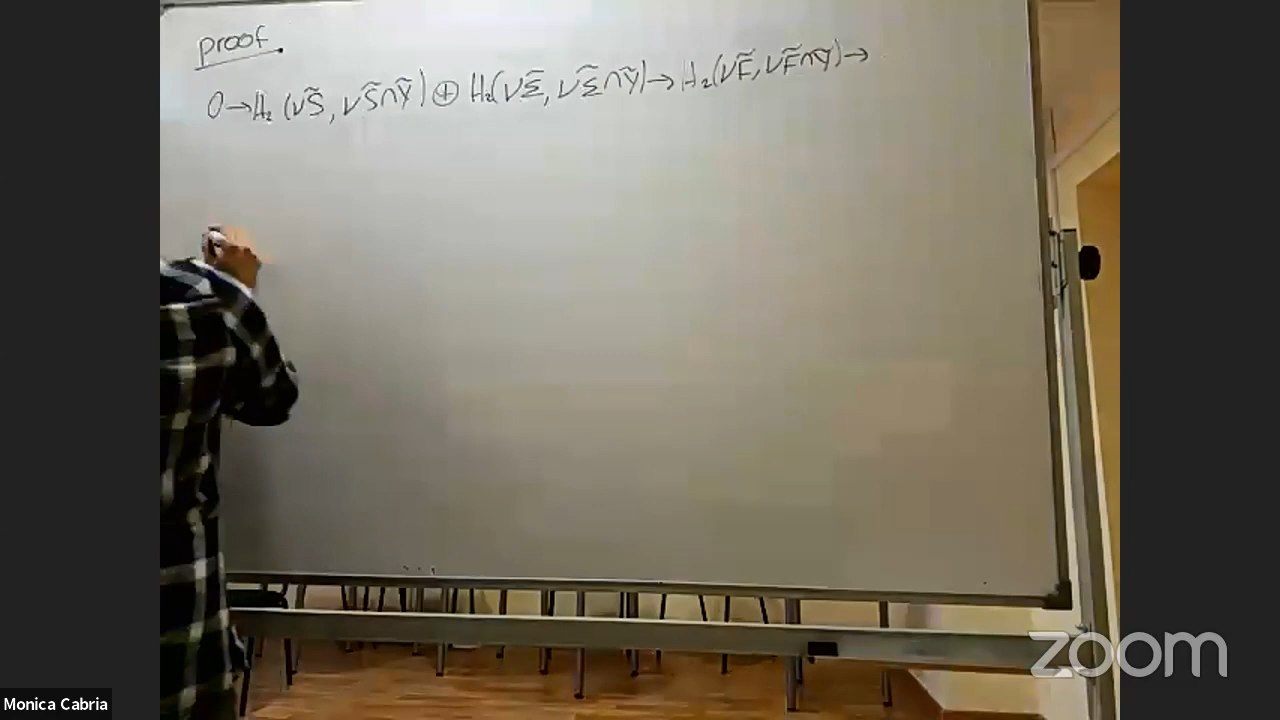 proof.
0 → H₂ (νS̃, νS̃∩Ỹ) ⊕ H₂(νΣ̃, νΣ̃∩Ỹ) → H₂(νF̃, νF̃∩Ỹ) →
zoom
Monica Cabria